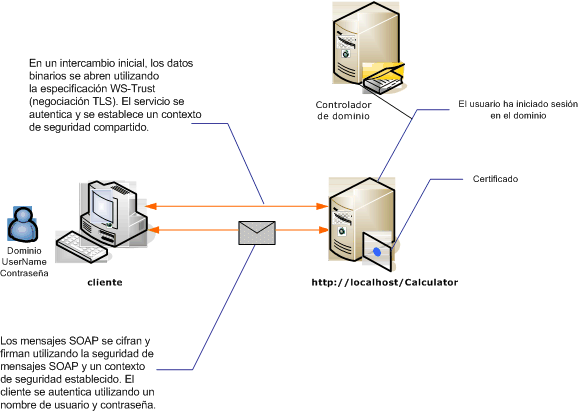 En un intercambio inicial, los datos
binarios se abren utilizando
la especificación WS-Trust
(negociación TLS). El servicio se
autentica y se establece un contexto
de seguridad compartido.
Controlador
de dominio
El usuario ha iniciado sesión
en el dominio
Certificado
Dominio
UserName
Contraseña
cliente
http://localhost/Calculator
Los mensajes SOAP se cifran y
firman utilizando la seguridad de
mensajes SOAP y un contexto
de seguridad establecido. El
cliente se autentica utilizando un
nombre de usuario y contraseña.